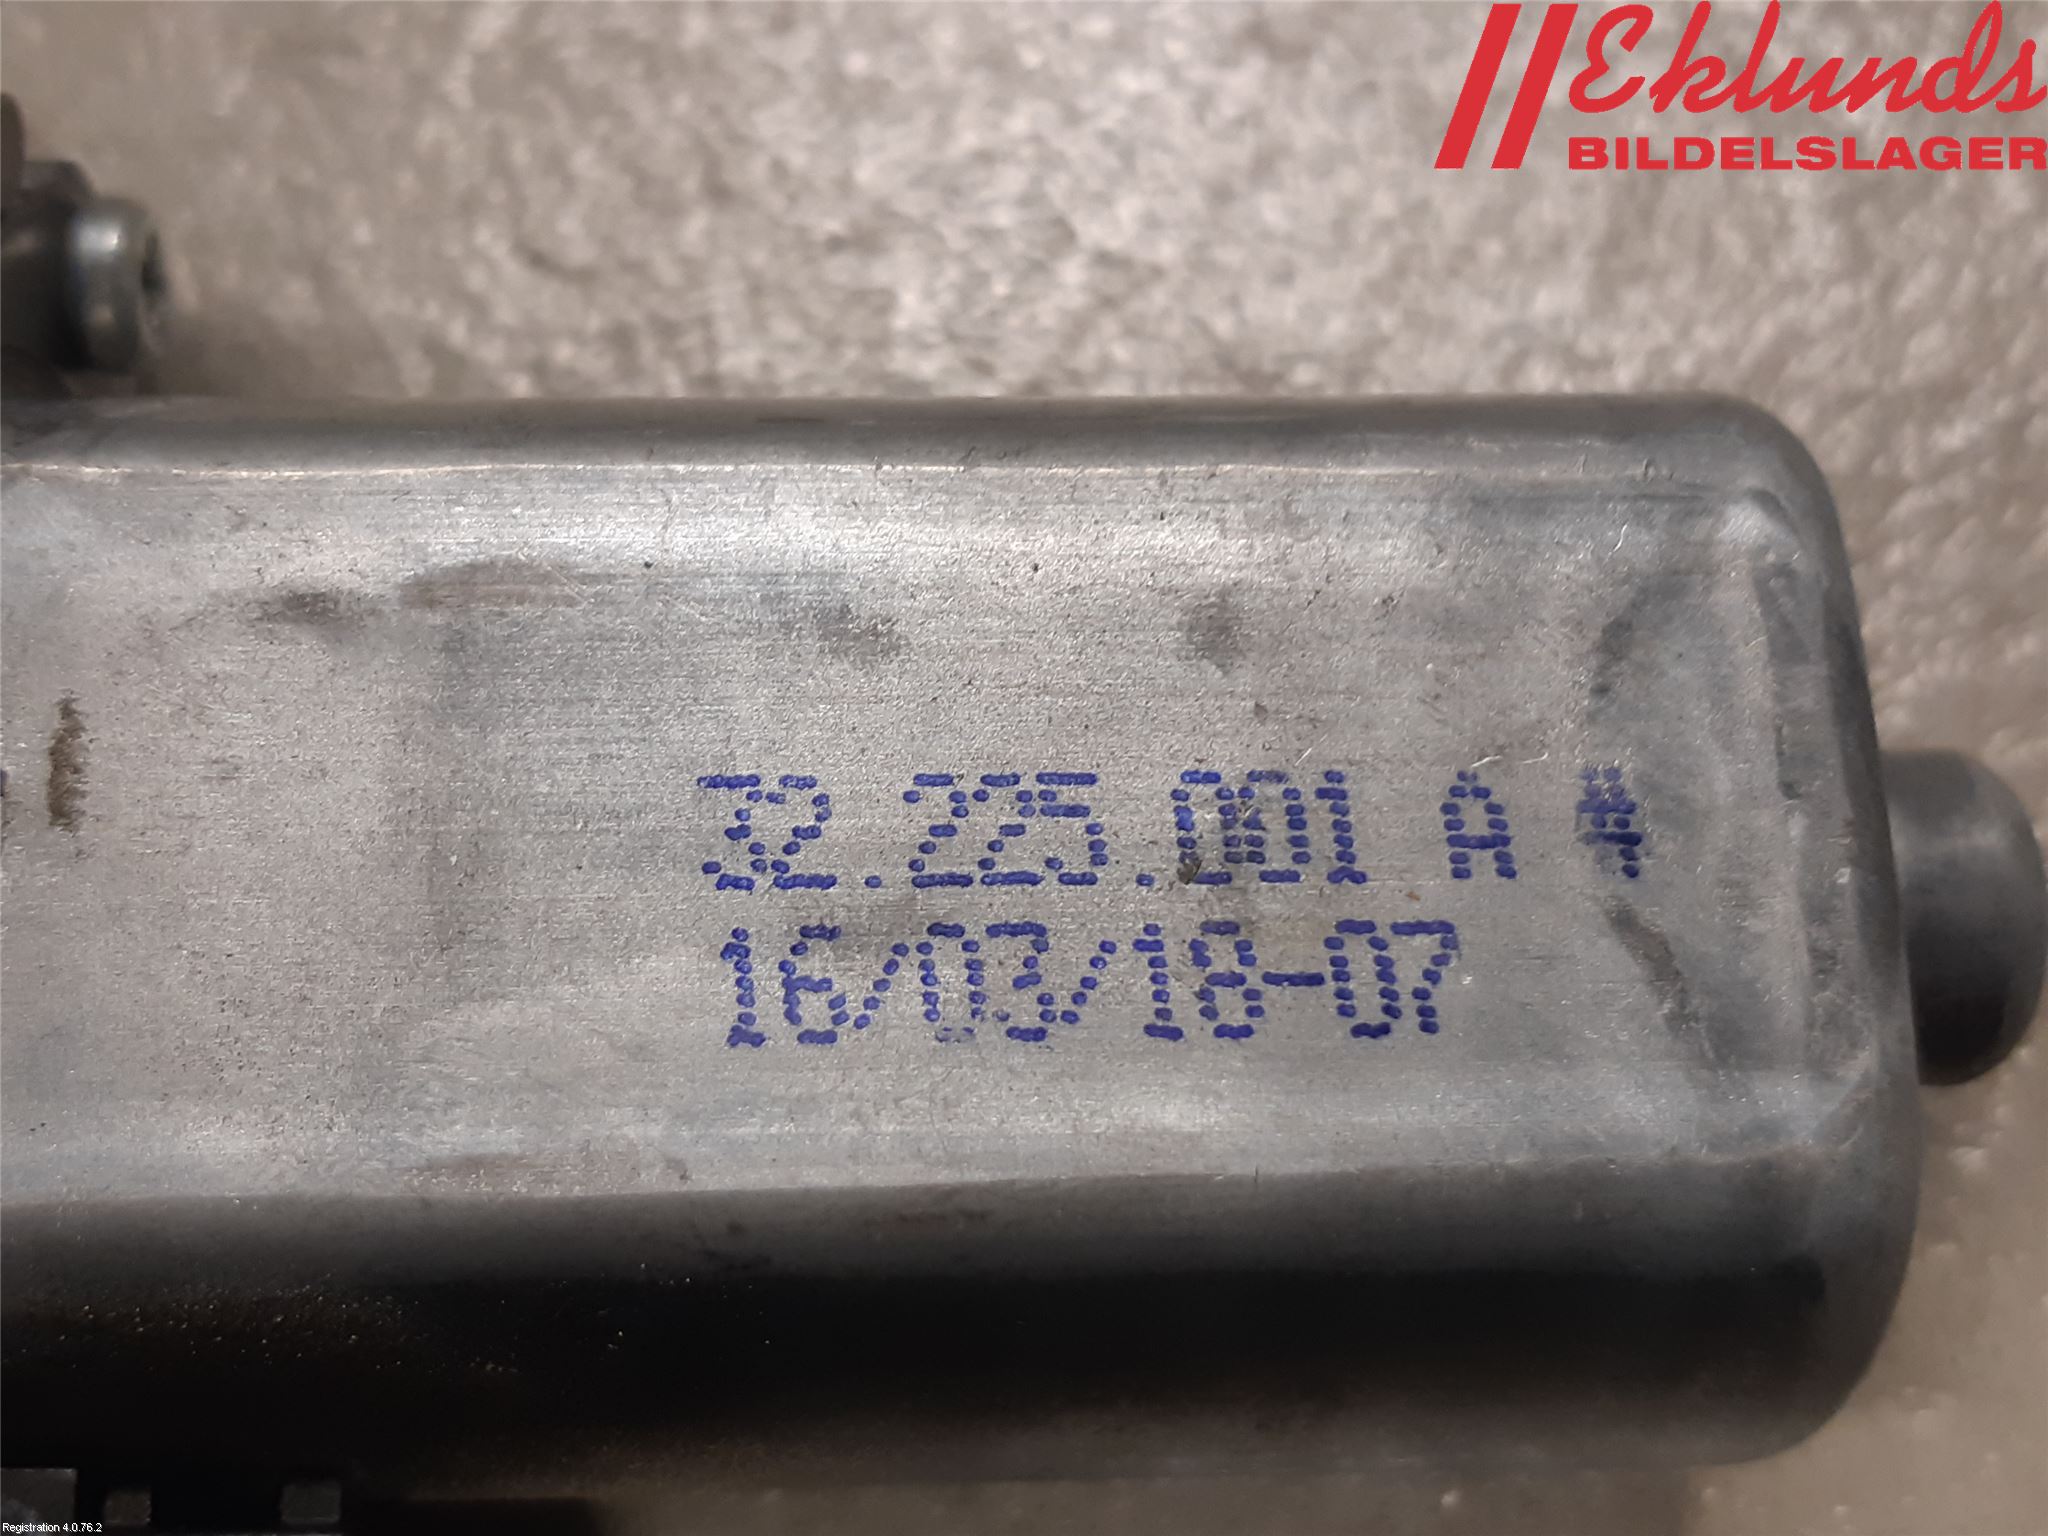 Eklunds
BILDELSLAGER
32.225.001 A
16/03/18-07
Registration 4.0.76.2